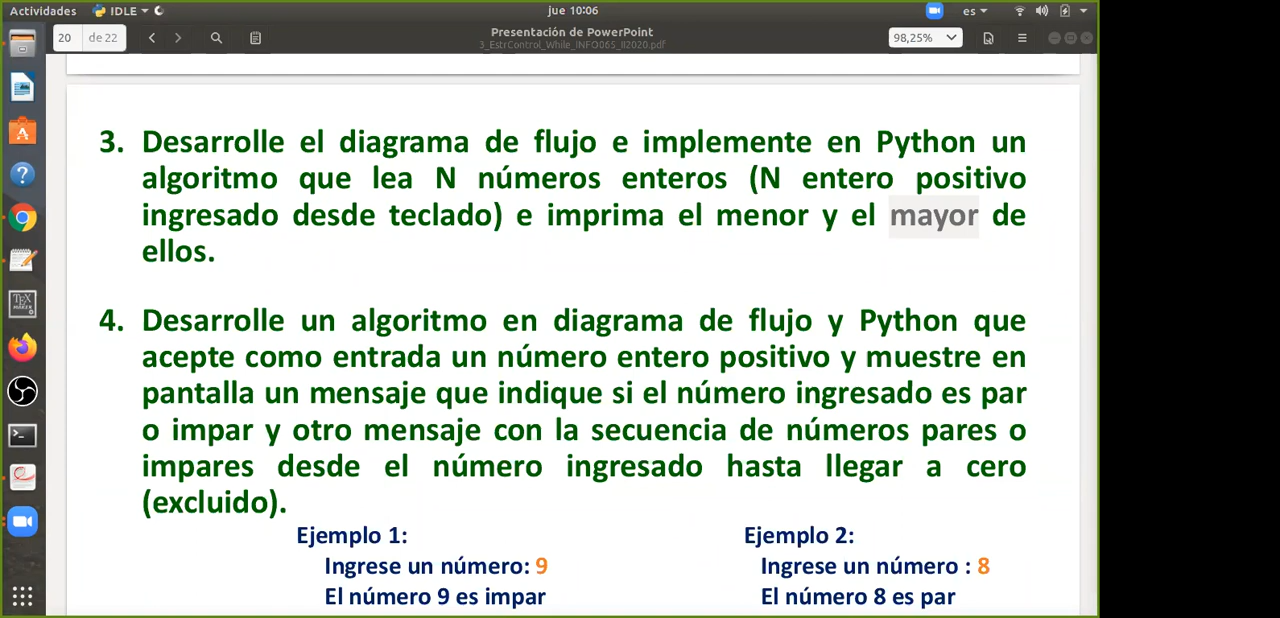 Actividades IDLE jue 10:06 es
20 de 22 Presentación de PowerPoint 98,25%
3_EstrControl_While_INFO065_II2020.pdf
3. Desarrolle el diagrama de flujo e implemente en Python un
algoritmo que lea N números enteros (N entero positivo
ingresado desde teclado) e imprima el menor y el mayor de
ellos.
4. Desarrolle un algoritmo en diagrama de flujo y Python que
acepte como entrada un número entero positivo y muestre en
pantalla un mensaje que indique si el número ingresado es par
o impar y otro mensaje con la secuencia de números pares o
impares desde el número ingresado hasta llegar a cero
(excluido).
Ejemplo 1:
Ingrese un número: 9
El número 9 es impar
Ejemplo 2:
Ingrese un número : 8
El número 8 es par